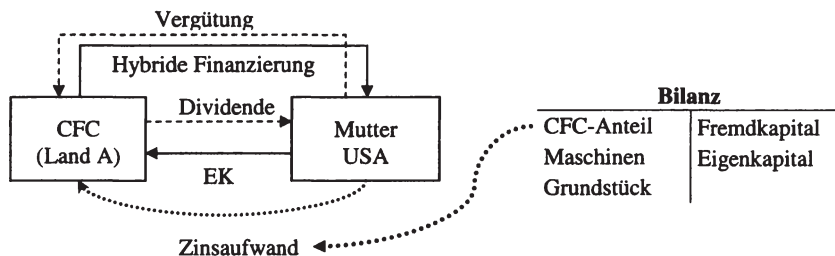 Vergütung
Hybride Finanzierung
CFC
(Land A)
Dividende
EK
Mutter
USA
Zinsaufwand
Bilanz
CFC-Anteil
Fremdkapital
Maschinen
Eigenkapital
Grundstück